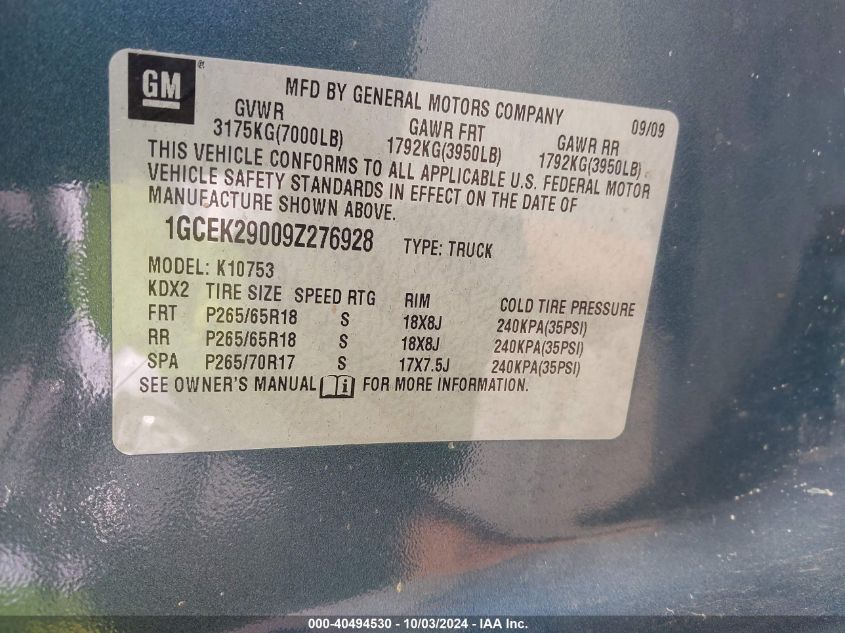 GM ®
MFD BY GENERAL MOTORS COMPANY 09/09
GVWR GAWR FRT GAWR RR
3175KG(7000LB) 1792KG(3950LB) 1792KG(3950LB)
THIS VEHICLE CONFORMS TO ALL APPLICABLE U.S. FEDERAL MOTOR
VEHICLE SAFETY STANDARDS IN EFFECT ON THE DATE OF
MANUFACTURE SHOWN ABOVE.
1GCEK29009Z276928 TYPE: TRUCK
MODEL: K10753
KDX2 TIRE SIZE SPEED RTG RIM COLD TIRE PRESSURE
FRT P265/65R18 S 18X8J 240KPA(35PSI)
RR P265/65R18 S 18X8J 240KPA(35PSI)
SPA P265/70R17 S 17X7.5J 240KPA(35PSI)
SEE OWNER'S MANUAL i FOR MORE INFORMATION.
000-40494530 - 10/03/2024 - IAA Inc.